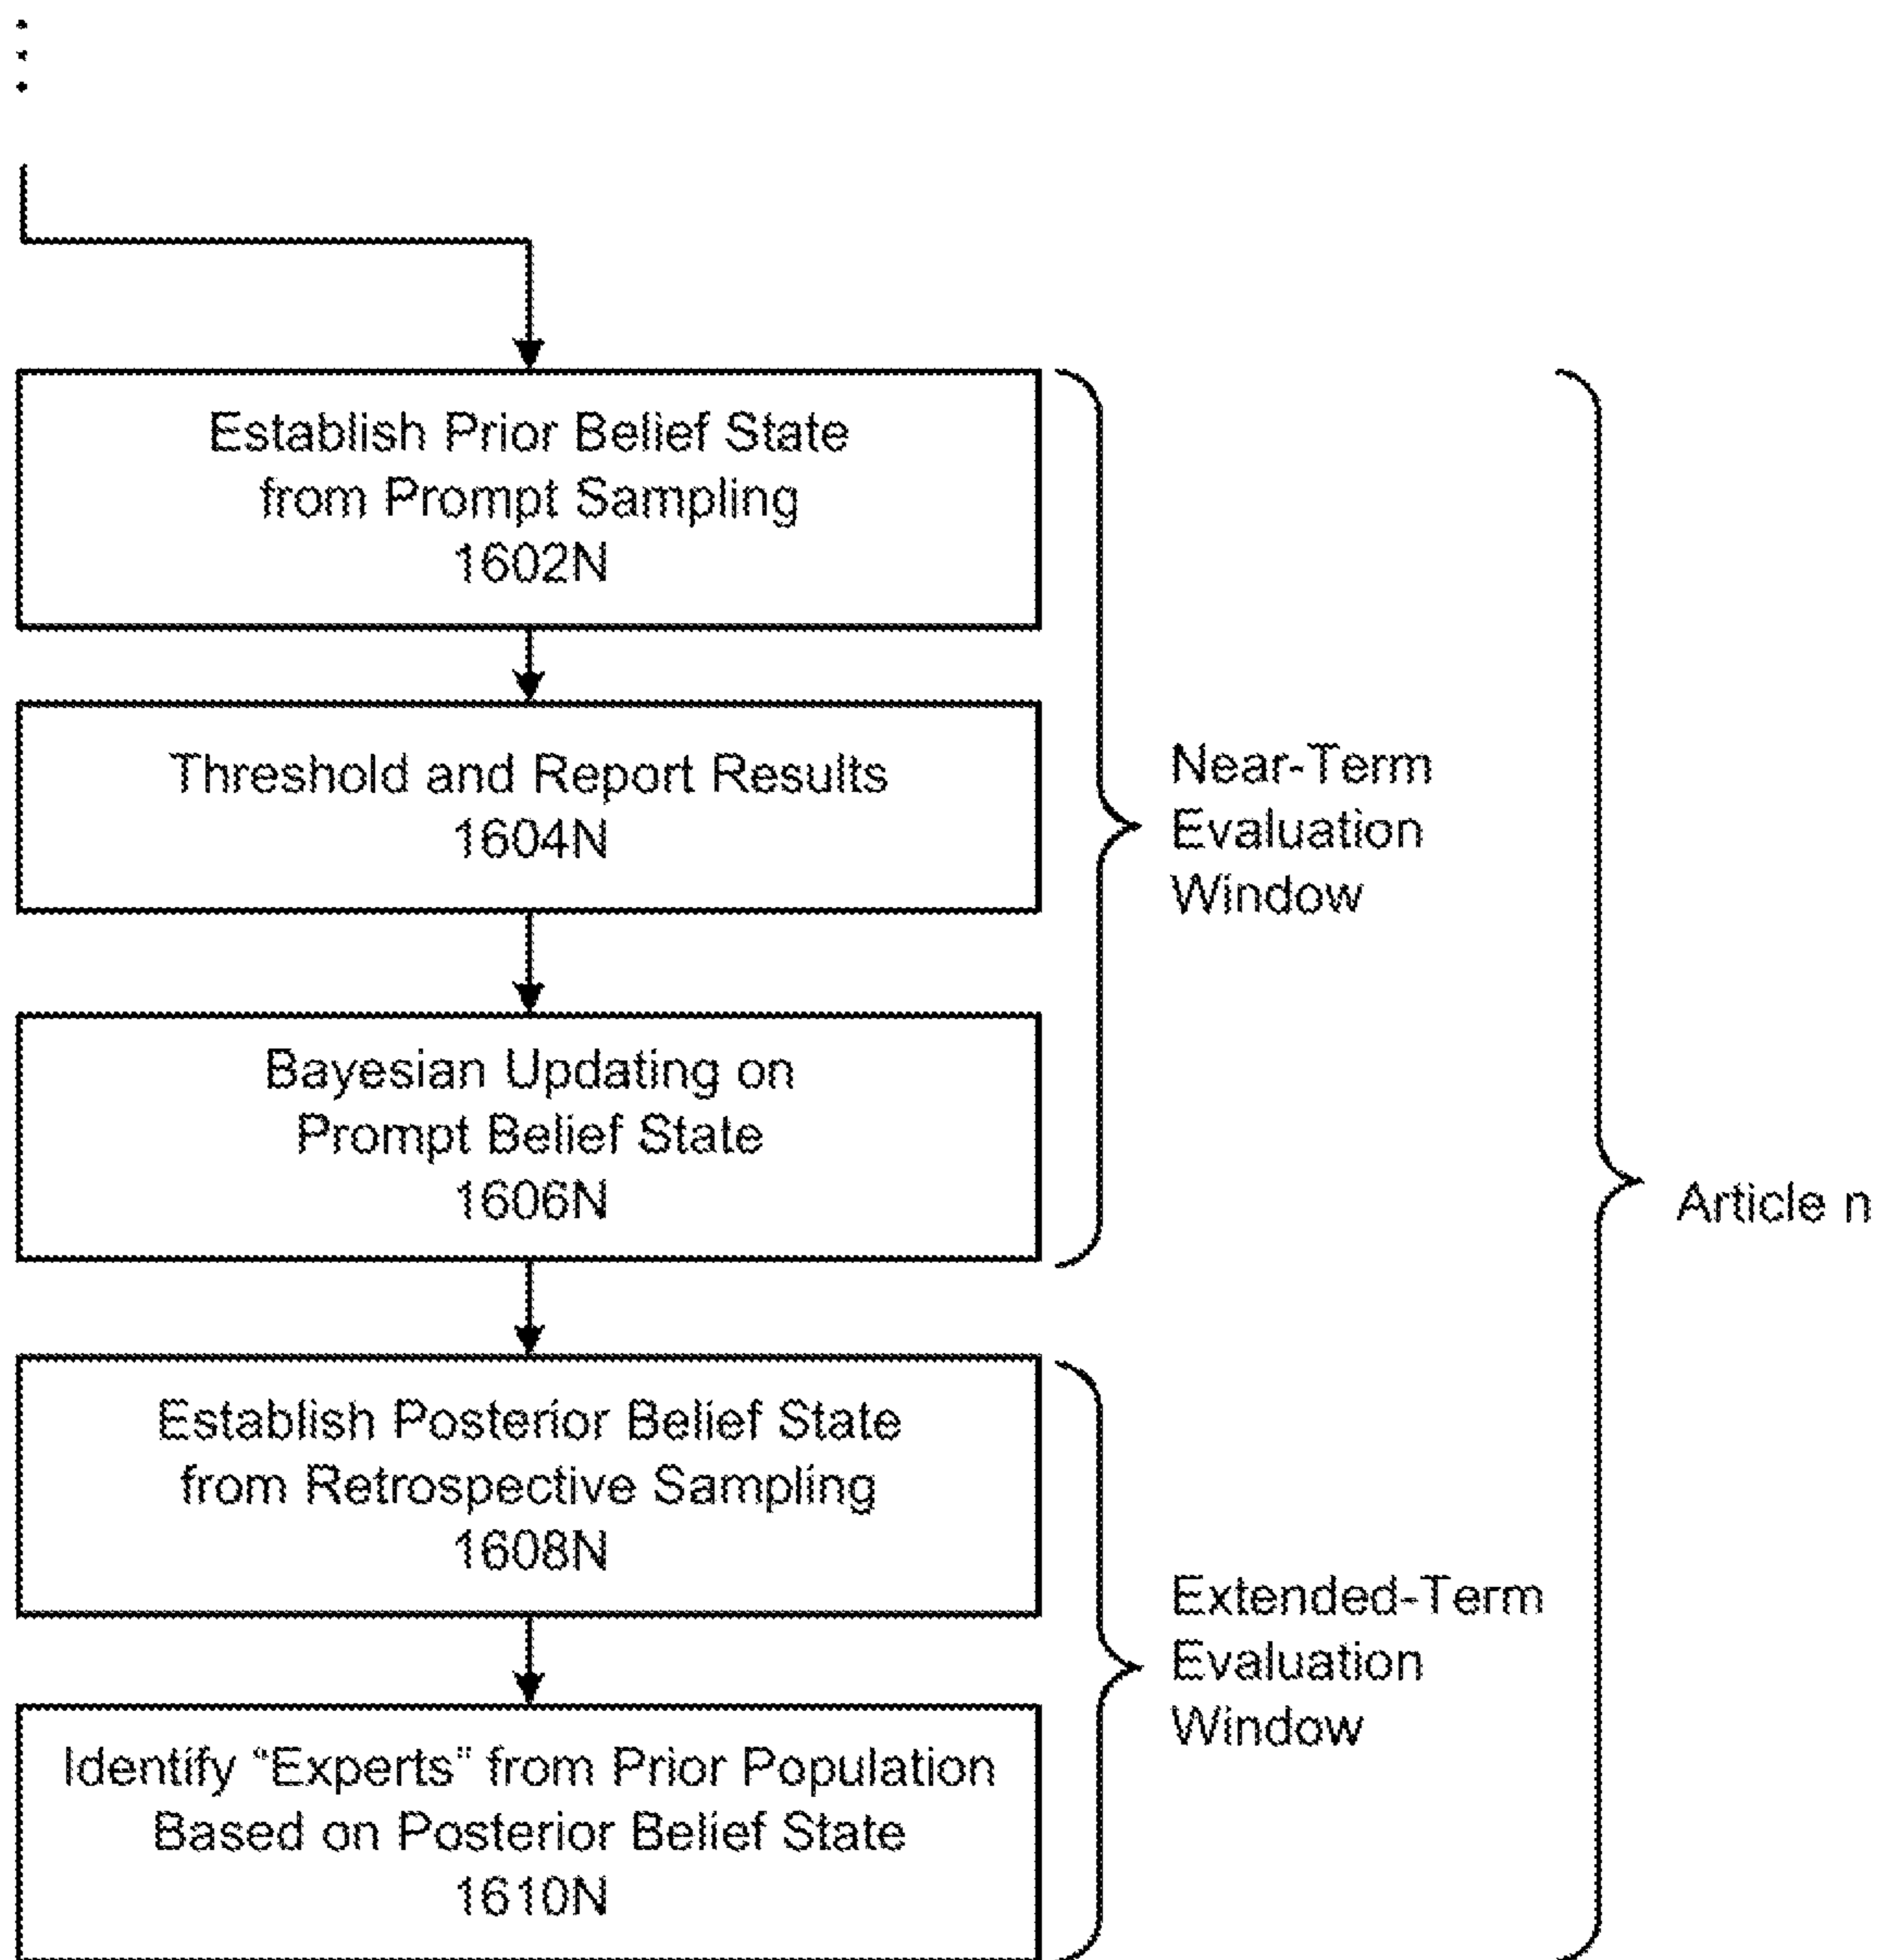 Establish Prior Belief State
from Prompt Sampling
1602N
Threshold and Report Results
1604N
Near-Term
Evaluation
Window
Bayesian Updating on
Prompt Belief State
1606N
Article n
Establish Posterior Belief State
from Retrospective Sampling
1608N
Extended-Term
Evaluation
Window
Identify “Experts” from Prior Population
Based on Posterior Belief State
1610N